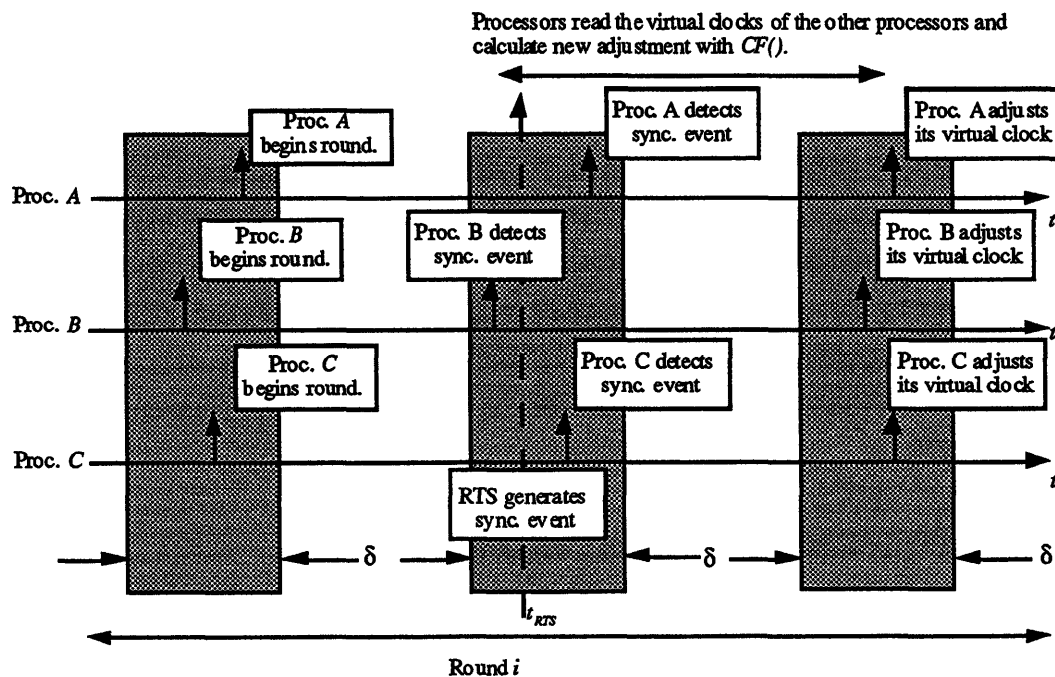 Processors read the virtual clocks of the other processors and
calculate new adjustment with CF().
Proc. A
begins round.
Proc. A detects
sync. event
Proc. A adjusts
its virtual clock
Proc. A
t
Proc. B
begins round.
Proc. B detects
sync. event
Proc. B adjusts
its virtual clock
Proc. B
t
Proc. C
begins round.
Proc. C detects
sync. event
Proc. C adjusts
its virtual clock
Proc. C
t
RTS generates
sync. event
δ
δ
δ
tRTS
Round i